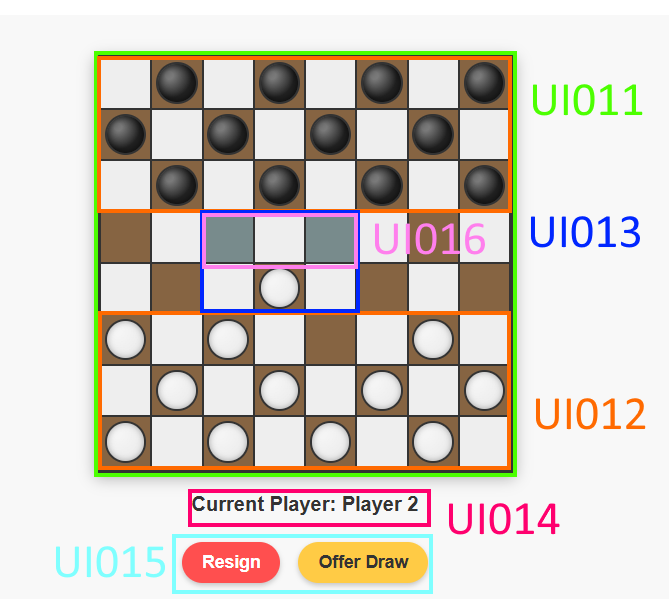 UI011
UI013
UI016
UI012
Current Player: Player 2
UI014
UI015
Resign
Offer Draw